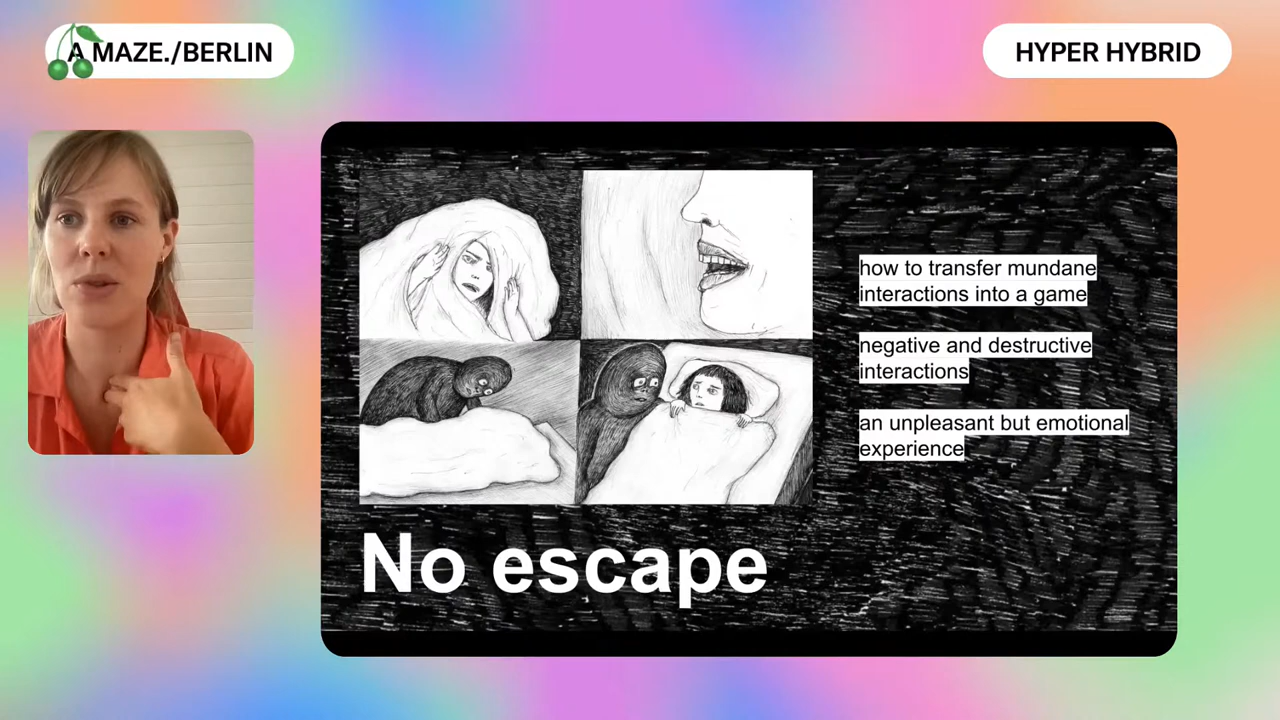 A MAZE./BERLIN
HYPER HYBRID
how to transfer mundane
interactions into a game
negative and destructive
interactions
an unpleasant but emotional
experience
No escape